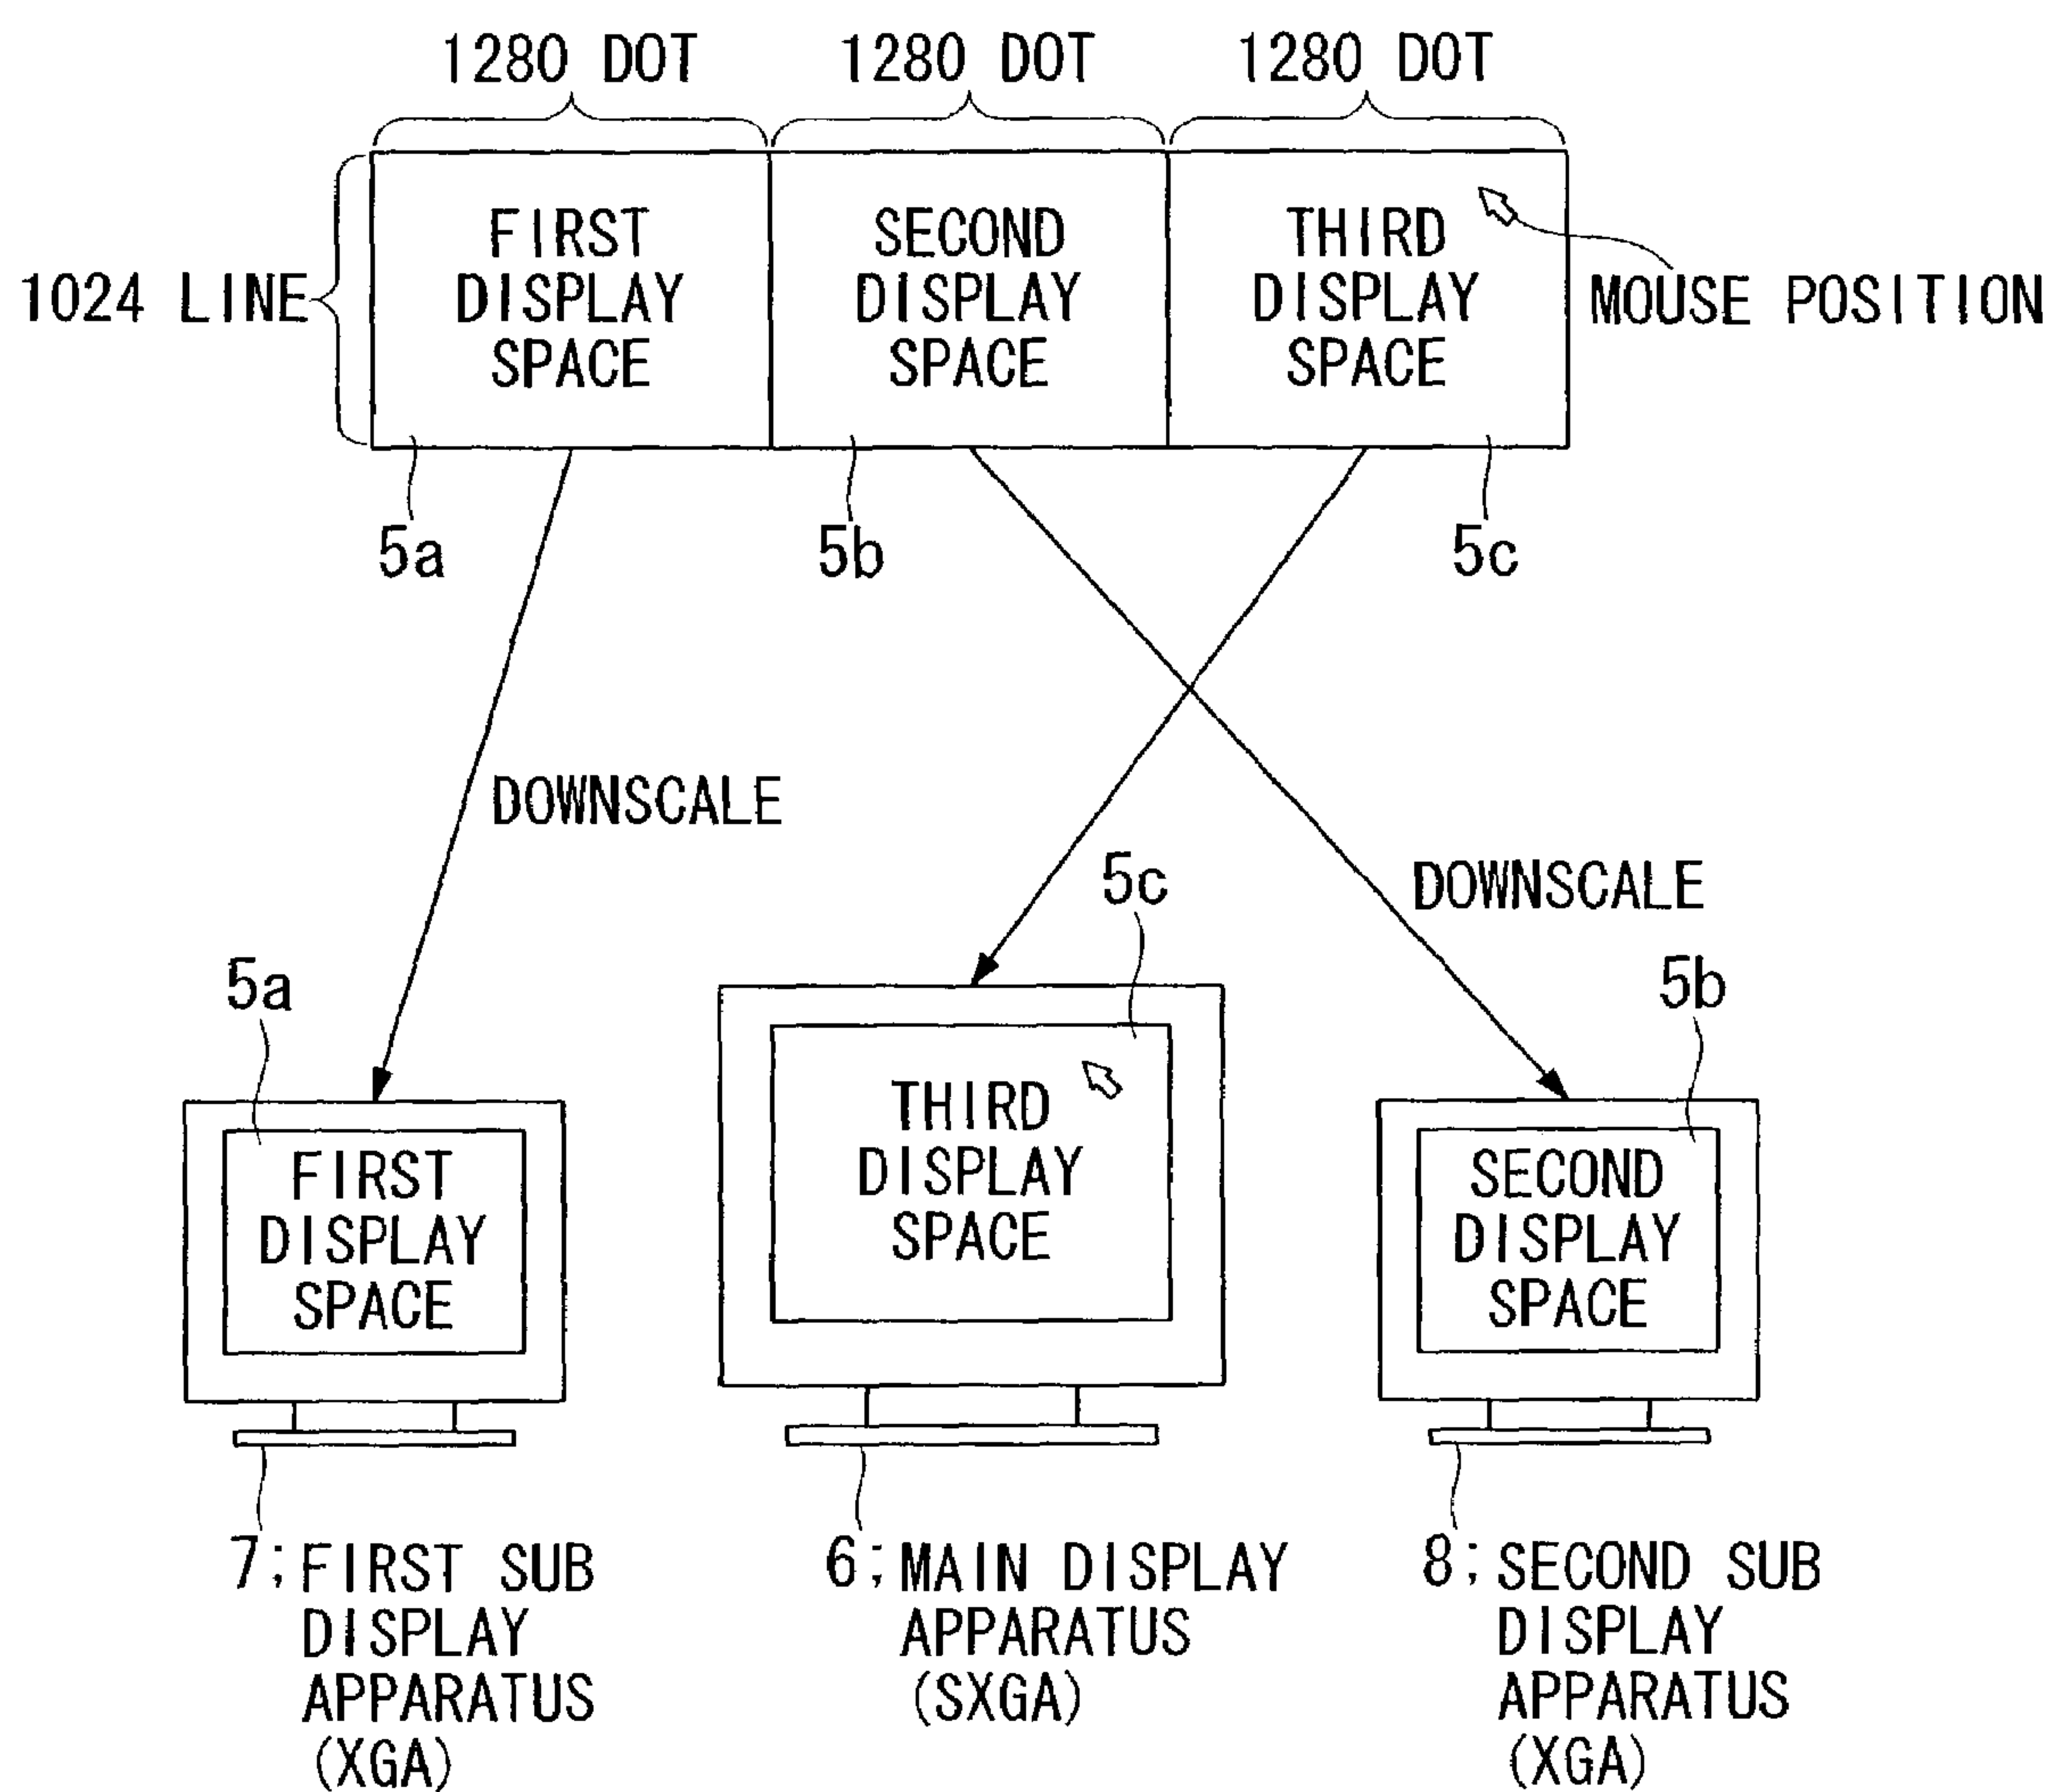 1280 DOT 1280 DOT 1280 DOT
FIRST
DISPLAY
SPACE
SECOND
DISPLAY
SPACE
THIRD
DISPLAY
SPACE
1024 LINE
MOUSE POSITION
5a
5b
5c
DOWNSCALE
DOWNSCALE
5a
5c
5b
FIRST
DISPLAY
SPACE
THIRD
DISPLAY
SPACE
SECOND
DISPLAY
SPACE
7; FIRST SUB
DISPLAY
APPARATUS
(XGA)
6; MAIN DISPLAY
APPARATUS
(SXGA)
8; SECOND SUB
DISPLAY
APPARATUS
(XGA)